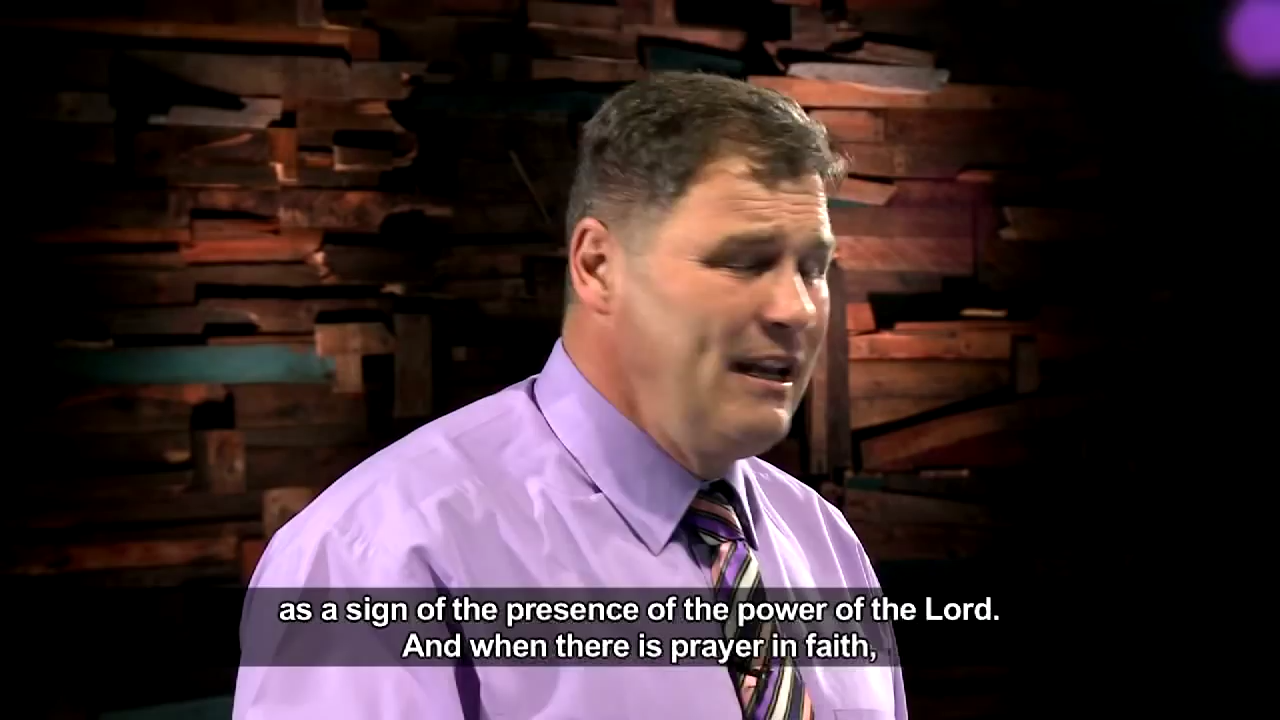 as a sign of the presence of the power of the Lord.
And when there is prayer in faith,